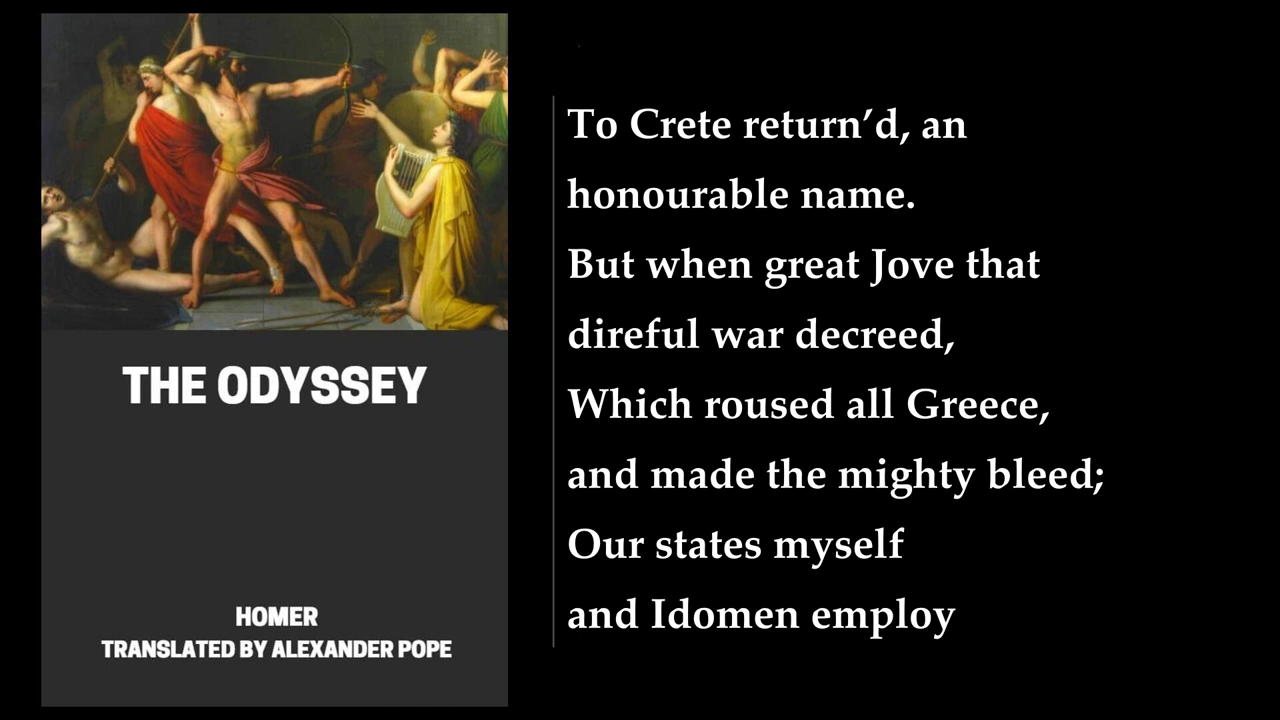 THE ODYSSEY
HOMER
TRANSLATED BY ALEXANDER POPE
To Crete return’d, an
honourable name.
But when great Jove that
direful war decreed,
Which roused all Greece,
and made the mighty bleed;
Our states myself
and Idomen employ